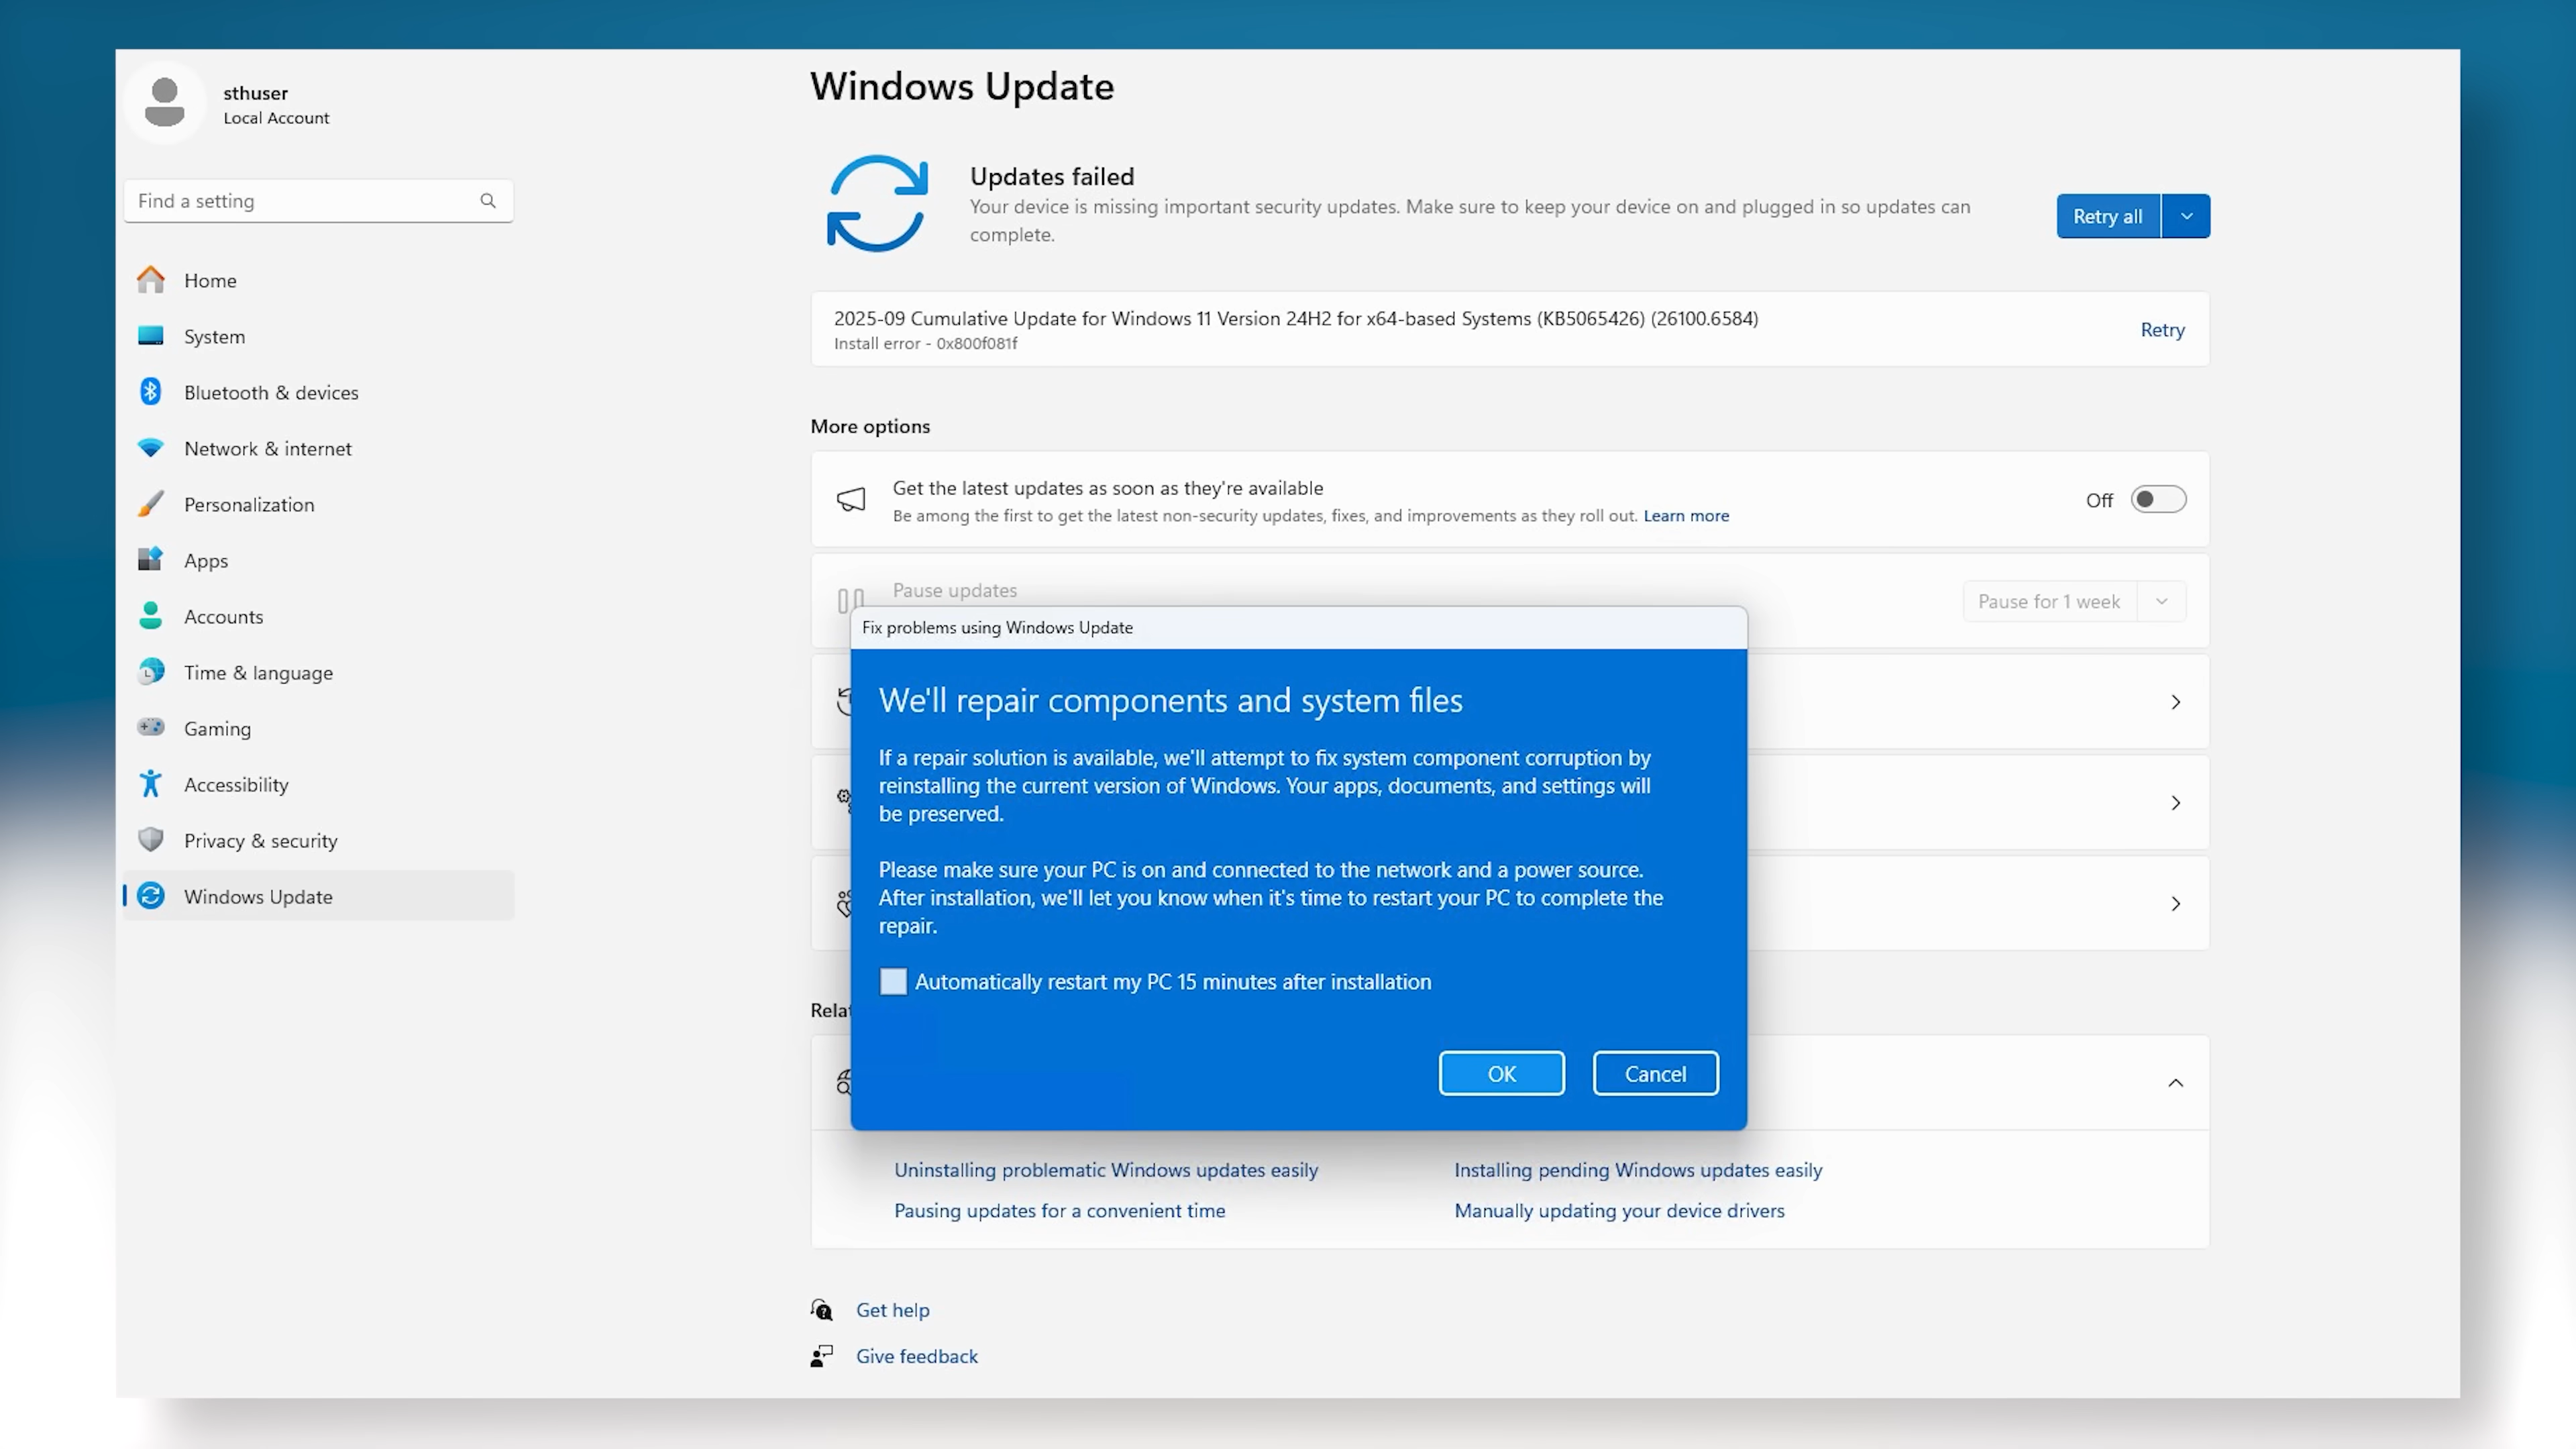 sthuser
Local Account
Find a setting
Home
System
Bluetooth & devices
Network & internet
Personalization
Apps
Accounts
Time & language
Gaming
Accessibility
Privacy & security
Windows Update
Windows Update
Updates failed
Your device is missing important security updates. Make sure to keep your device on and plugged in so updates can
complete.
Retry all
2025-09 Cumulative Update for Windows 11 Version 24H2 for x64-based Systems (KB5065426) (26100.6584)
Install error - 0x800f081f
Retry
More options
Get the latest updates as soon as they're available
Be among the first to get the latest non-security updates, fixes, and improvements as they roll out. Learn more
Off
Pause updates
Pause for 1 week
Fix problems using Windows Update
We'll repair components and system files
If a repair solution is available, we'll attempt to fix system component corruption by
reinstalling the current version of Windows. Your apps, documents, and settings will
be preserved.
Please make sure your PC is on and connected to the network and a power source.
After installation, we'll let you know when it's time to restart your PC to complete the
repair.
Automatically restart my PC 15 minutes after installation
OK
Cancel
Uninstalling problematic Windows updates easily
Installing pending Windows updates easily
Pausing updates for a convenient time
Manually updating your device drivers
Get help
Give feedback